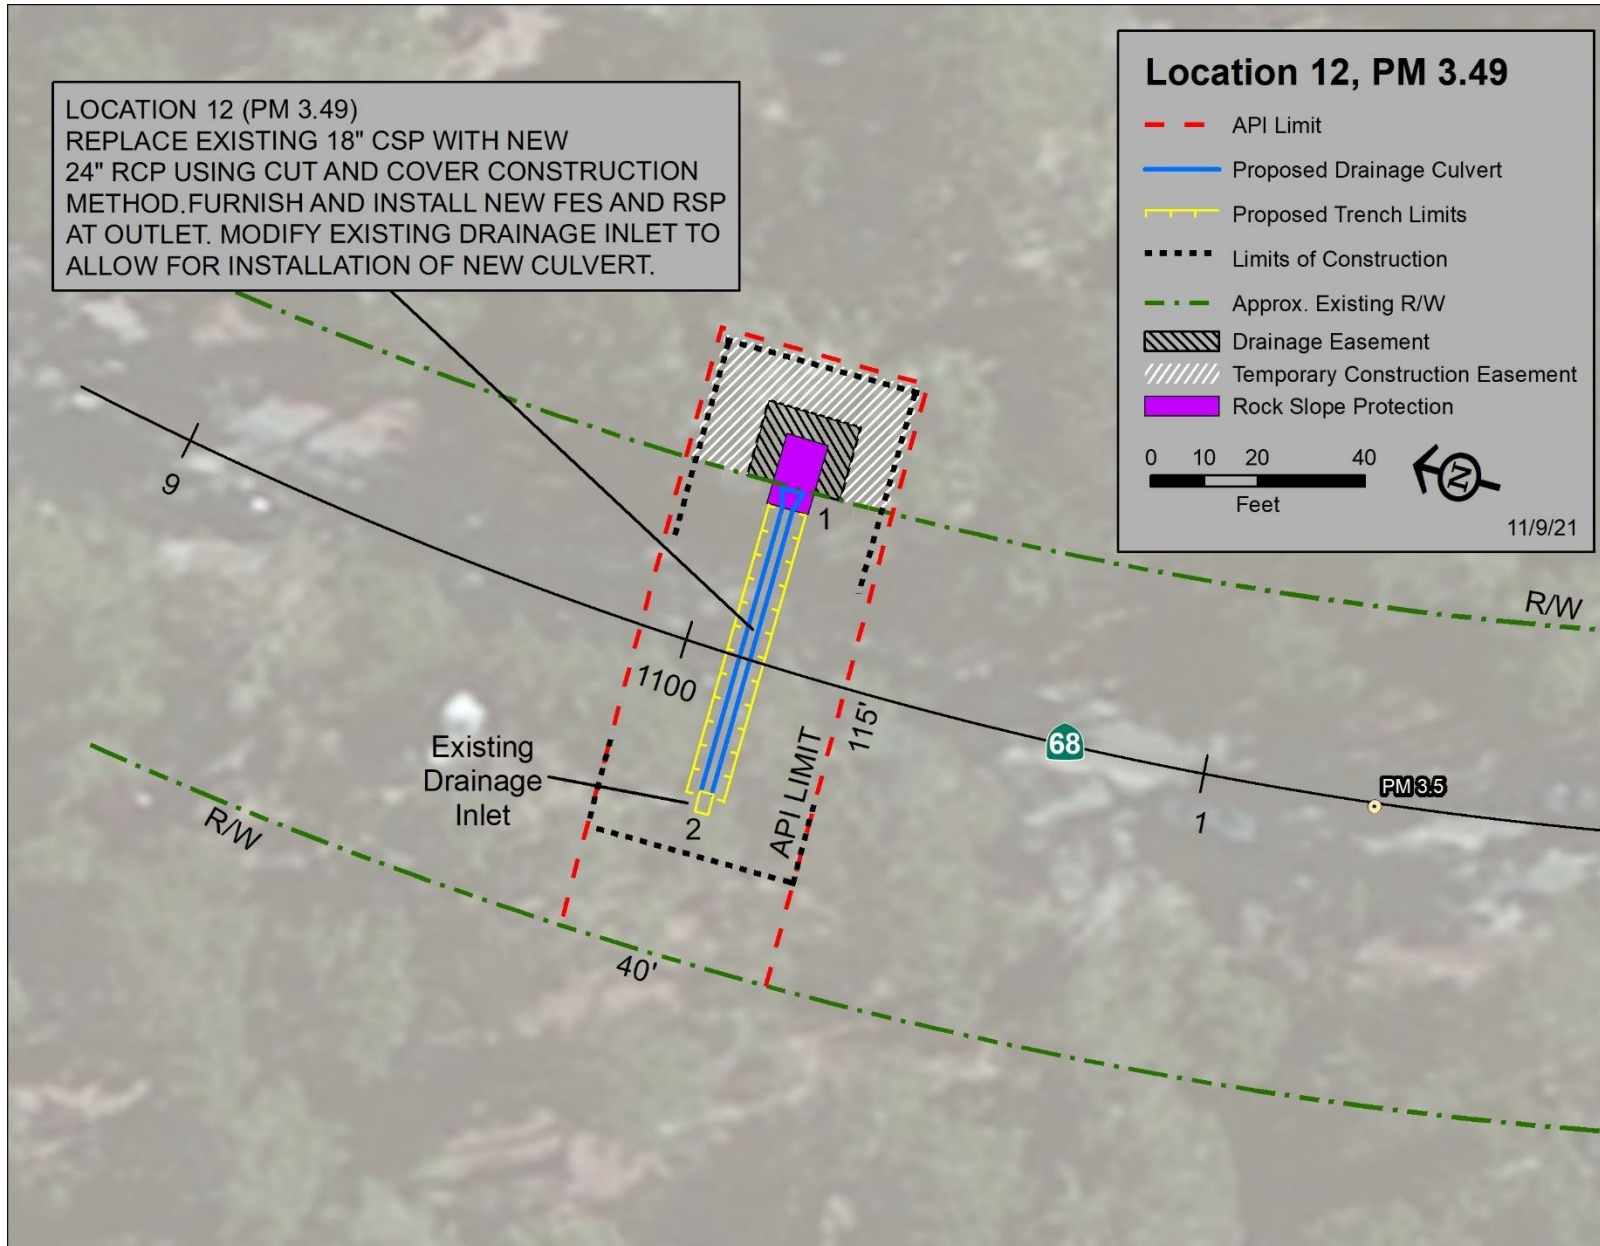 LOCATION 12 (PM 3.49)
REPLACE EXISTING 18" CSP WITH NEW
24" RCP USING CUT AND COVER CONSTRUCTION
METHOD.FURNISH AND INSTALL NEW FES AND RSP
AT OUTLET. MODIFY EXISTING DRAINAGE INLET TO
ALLOW FOR INSTALLATION OF NEW CULVERT.
Location 12, PM 3.49
API Limit
Proposed Drainage Culvert
Proposed Trench Limits
Limits of Construction
Approx. Existing R/W
Drainage Easement
Temporary Construction Easement
Rock Slope Protection
0 10 20 40
Feet
N
11/9/21
9
1
R/W
1100
115'
68
Existing
Drainage
Inlet
API LIMIT
PM 3.5
1
2
R/W
40'